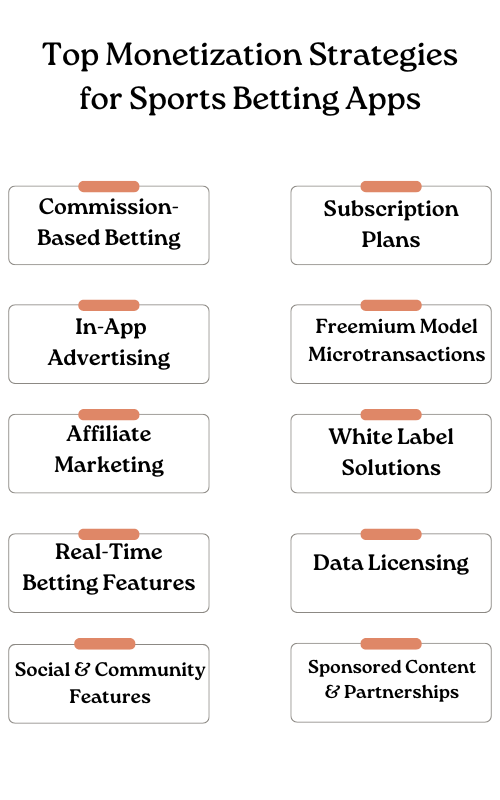 Top Monetization Strategies
for Sports Betting Apps
Commission-
Based Betting
Subscription
Plans
In-App
Advertising
Freemium Model
Microtransactions
Affiliate
Marketing
White Label
Solutions
Real-Time
Betting Features
Data Licensing
Social & Community
Features
Sponsored Content
& Partnerships